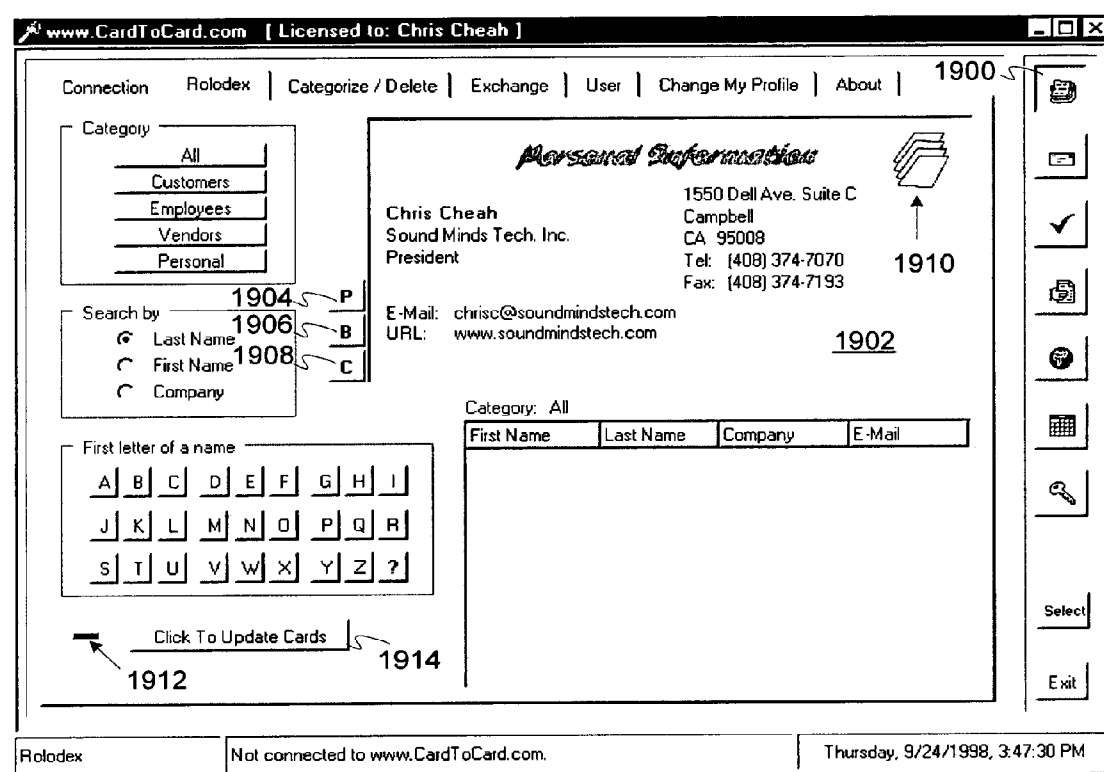 www.CardToCard.com [ Licensed to: Chris Cheah ]
Connection Rolodex Categorize / Delete Exchange User Change My Profile About
1900
Category
All
Customers
Employees
Vendors
Personal
Personal Information
Chris Cheah
Sound Minds Tech. Inc.
President
1550 Dell Ave. Suite C
Campbell
CA 95008
Tel: (408) 374-7070
Fax: (408) 374-7193
1910
E-Mail: chrisc@soundmindstech.com
URL: www.soundmindstech.com
1902
1904 P
1906 B
1908 C
Search by
Last Name
First Name
Company
Category: All
First Name Last Name Company E-Mail
First letter of a name
A B C D E F G H I
J K L M N O P Q R
S T U V W X Y Z ?
Click To Update Cards
1912
1914
Select
Exit
Rolodex Not connected to www.CardToCard.com. Thursday, 9/24/1998, 3:47:30 PM